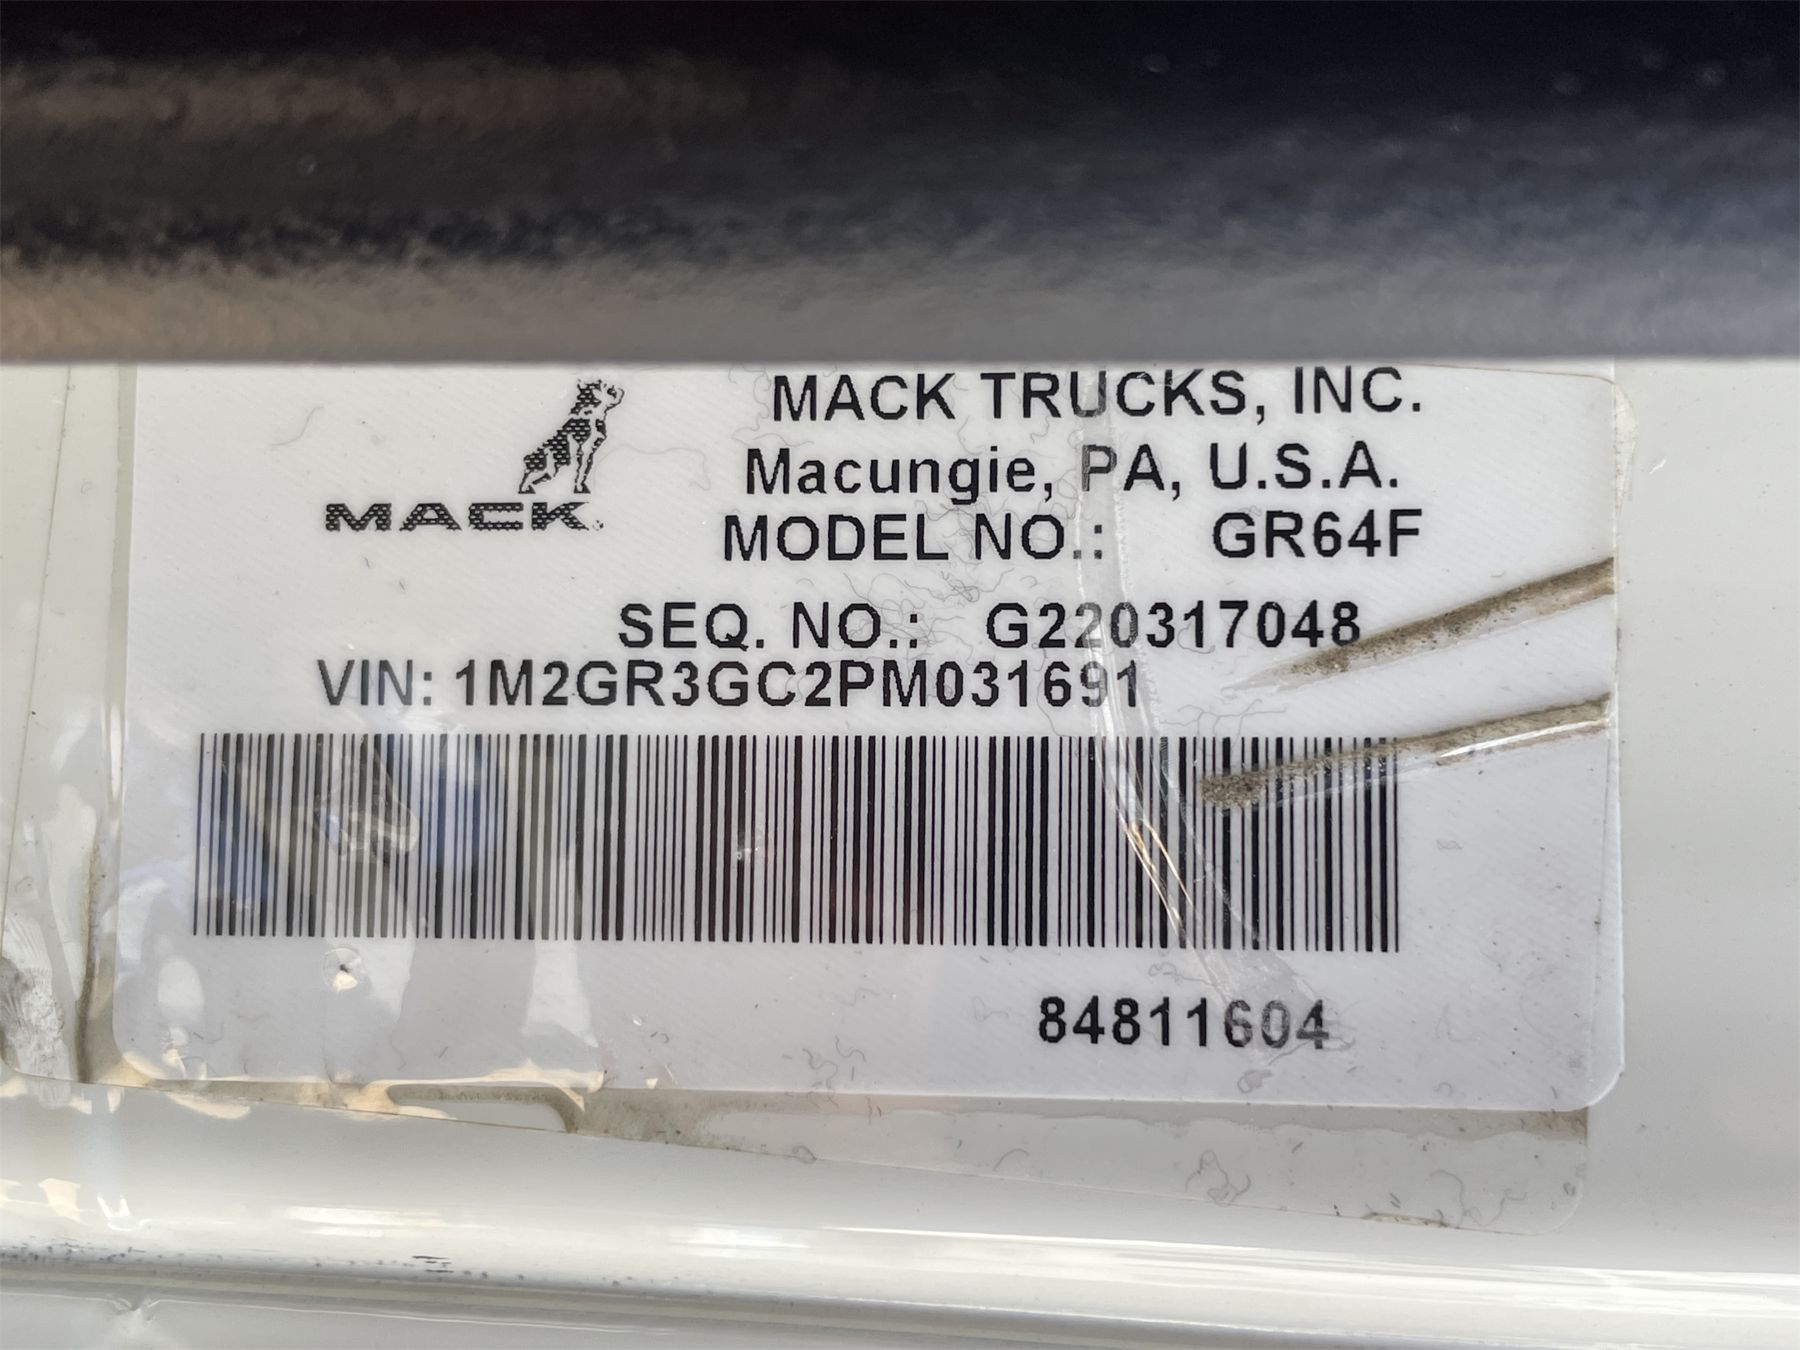 MACK TRUCKS, INC.
Macungie, PA, U.S.A.
MACK
MODEL NO.: GR64F
SEQ. NO.: G220317048
VIN: 1M2GR3GC2PM031691
84811604